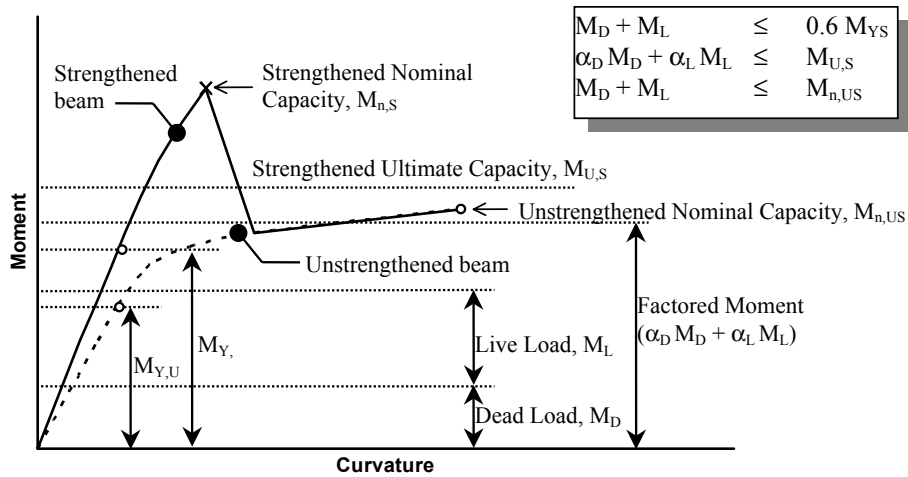 M_D + M_L ≤ 0.6 M_YS
α_D M_D + α_L M_L ≤ M_U,S
M_D + M_L ≤ M_n,US
Strengthened
beam
Strengthened Nominal
Capacity, M_n,S
Strengthened Ultimate Capacity, M_U,S
Unstrengthened Nominal Capacity, M_n,US
Unstrengthened beam
Moment
M_Y,U
M_Y,
Live Load, M_L
Dead Load, M_D
Factored Moment
(α_D M_D + α_L M_L)
Curvature